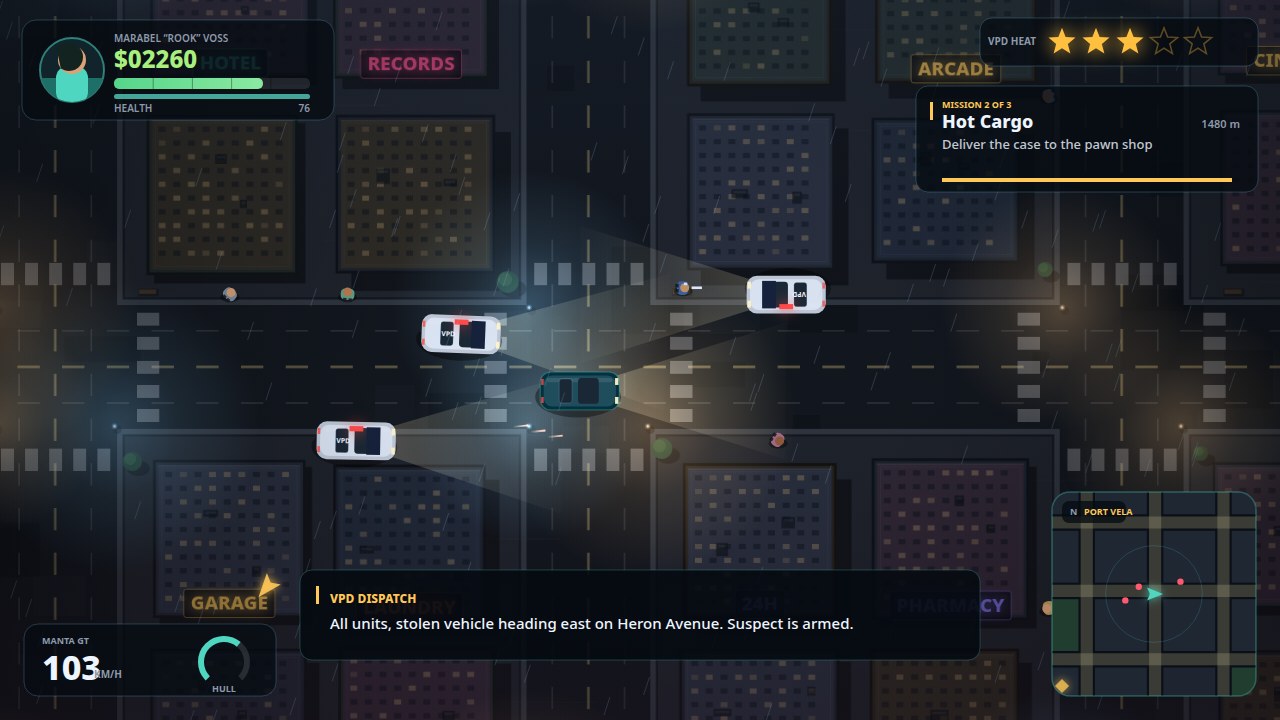 MARABEL "ROOK" VOSS
$02260
HEALTH 76
HOTEL
RECORDS
ARCADE
VPD HEAT
MISSION 2 OF 3
Hot Cargo
1480 m
Deliver the case to the pawn shop
VPD
VPD
VPD
N PORT VELA
GARAGE
LAUNDRY
24H
PHARMACY
VPD DISPATCH
All units, stolen vehicle heading east on Heron Avenue. Suspect is armed.
MANTA GT
103 KM/H
HULL